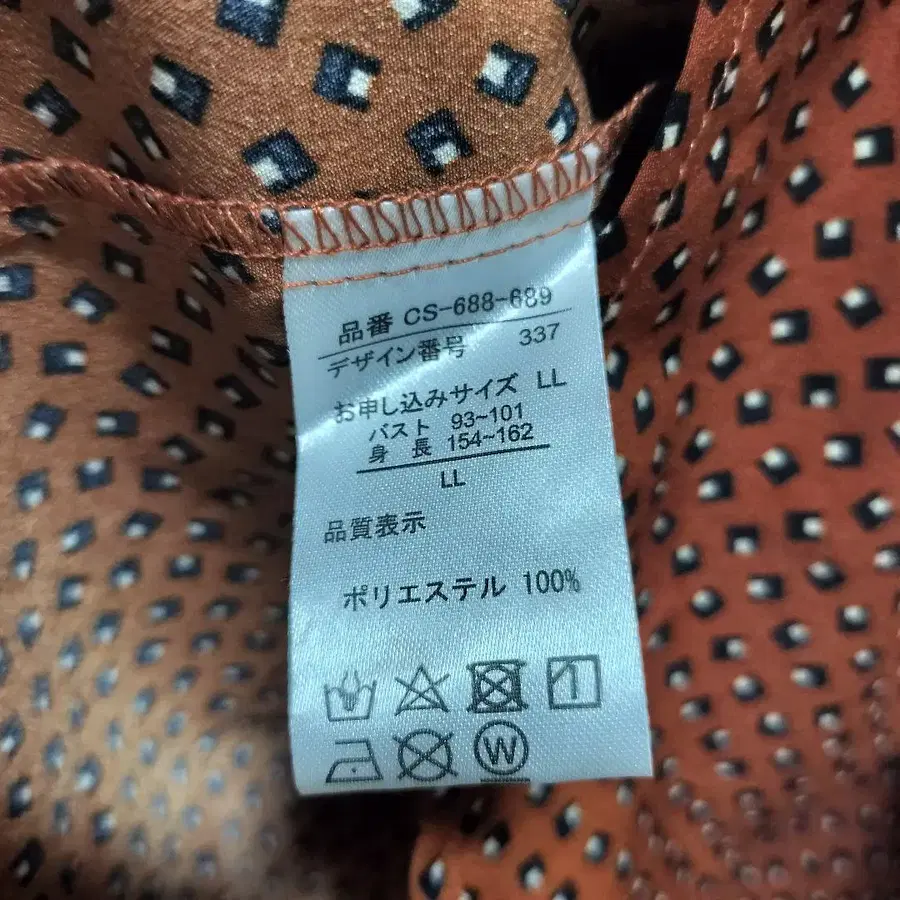 品番 CS-688-689
デザイン番号 337
お申し込みサイズ LL
バスト 93~101
身長 154~162
LL
品質表示
ポリエステル 100%
W